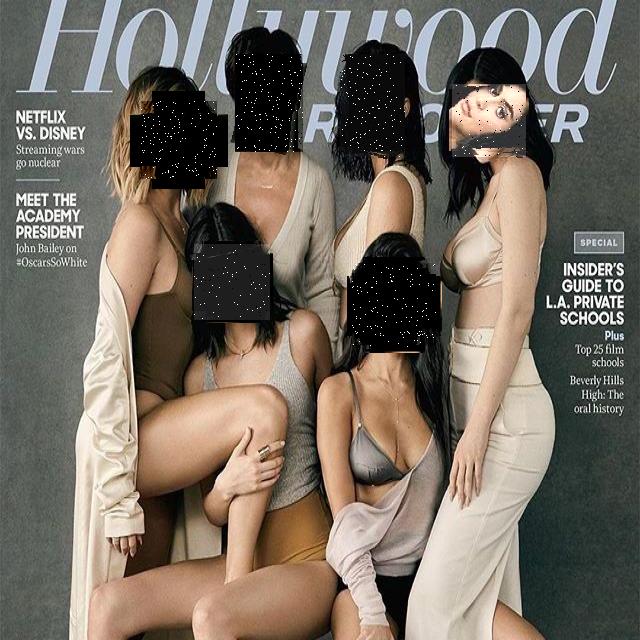 Hollywood
NETFLIX
VS. DISNEY
Streaming wars
go nuclear
MEET THE
ACADEMY
PRESIDENT
John Bailey on
#OscarsSoWhite
SPECIAL
INSIDER'S
GUIDE TO
L.A. PRIVATE
SCHOOLS
Plus
Top 25 film
schools
Beverly Hills
High: The
oral history